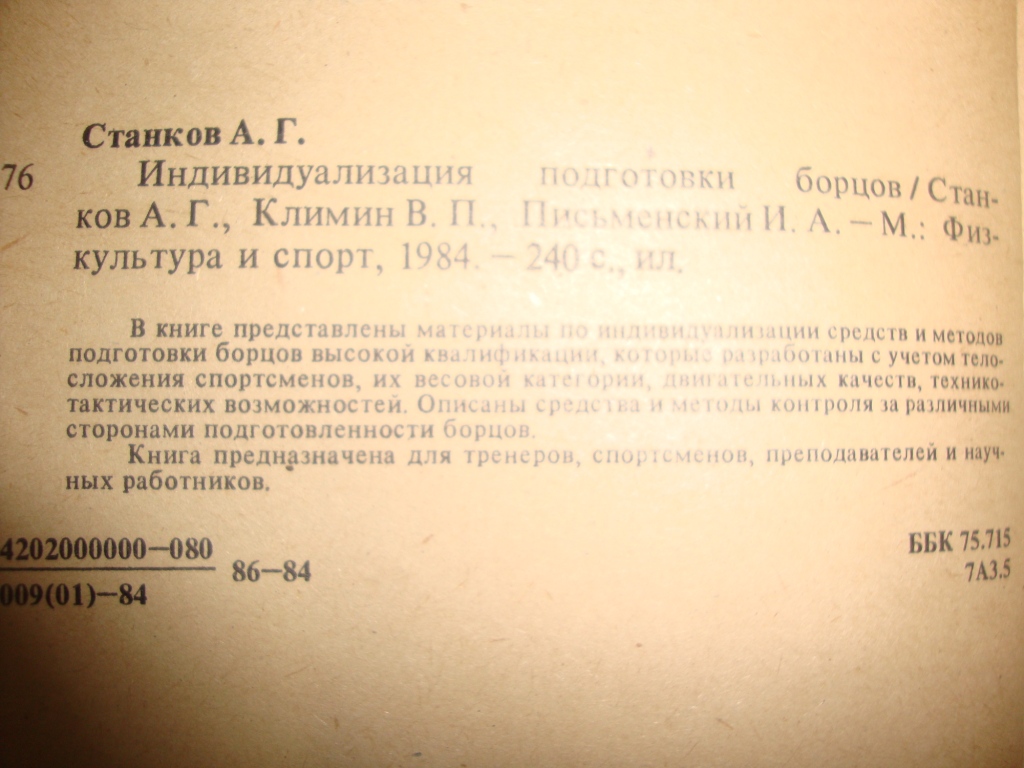 Станков А. Г.
76 Индивидуализация подготовки борцов / Стан-
ков А. Г., Климин В. П., Письменский И. А. — М.: Физ-
культура и спорт, 1984. — 240 с., ил.
В книге представлены материалы по индивидуализации средств и методов
подготовки борцов высокой квалификации, которые разработаны с учетом тело-
сложения спортсменов, их весовой категории, двигательных качеств, технико-
тактических возможностей. Описаны средства и методы контроля за различными
сторонами подготовленности борцов.
Книга предназначена для тренеров, спортсменов, преподавателей и науч-
ных работников.
4202000000—080
009(01)—84
86—84
ББК 75.715
7А3.5